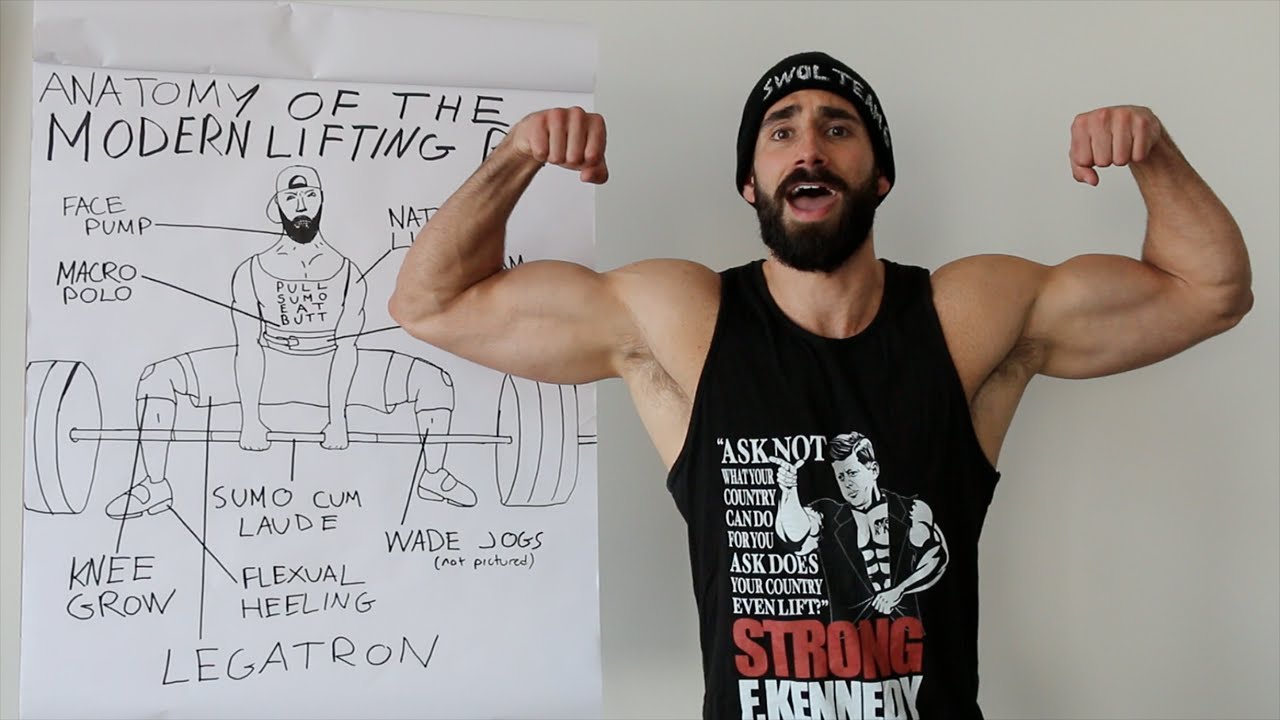 ANATOMY OF THE
MODERN LIFTING
FACE
PUMP
MACRO
POLO
PULL
SUMO
EAT
BUTT
SUMO CUM
LAUDE
WADE JOGS
(not pictured)
KNEE
GROW
FLEXUAL
HEELING
LEGATRON
SWOL TEAM6
"ASK NOT
WHAT YOUR
COUNTRY
CAN DO
FOR YOU
ASK DOES
YOUR COUNTRY
EVEN LIFT?"
STRONG
F. KENNEDY